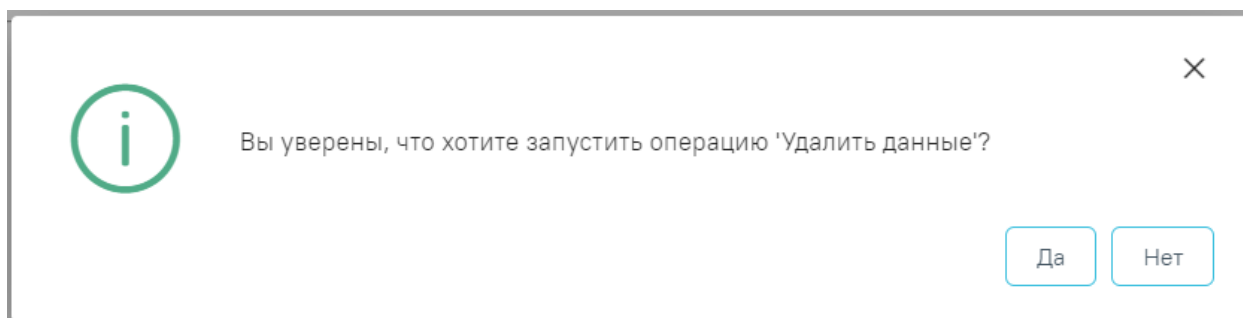 Вы уверены, что хотите запустить операцию 'Удалить данные'?
Да
Нет